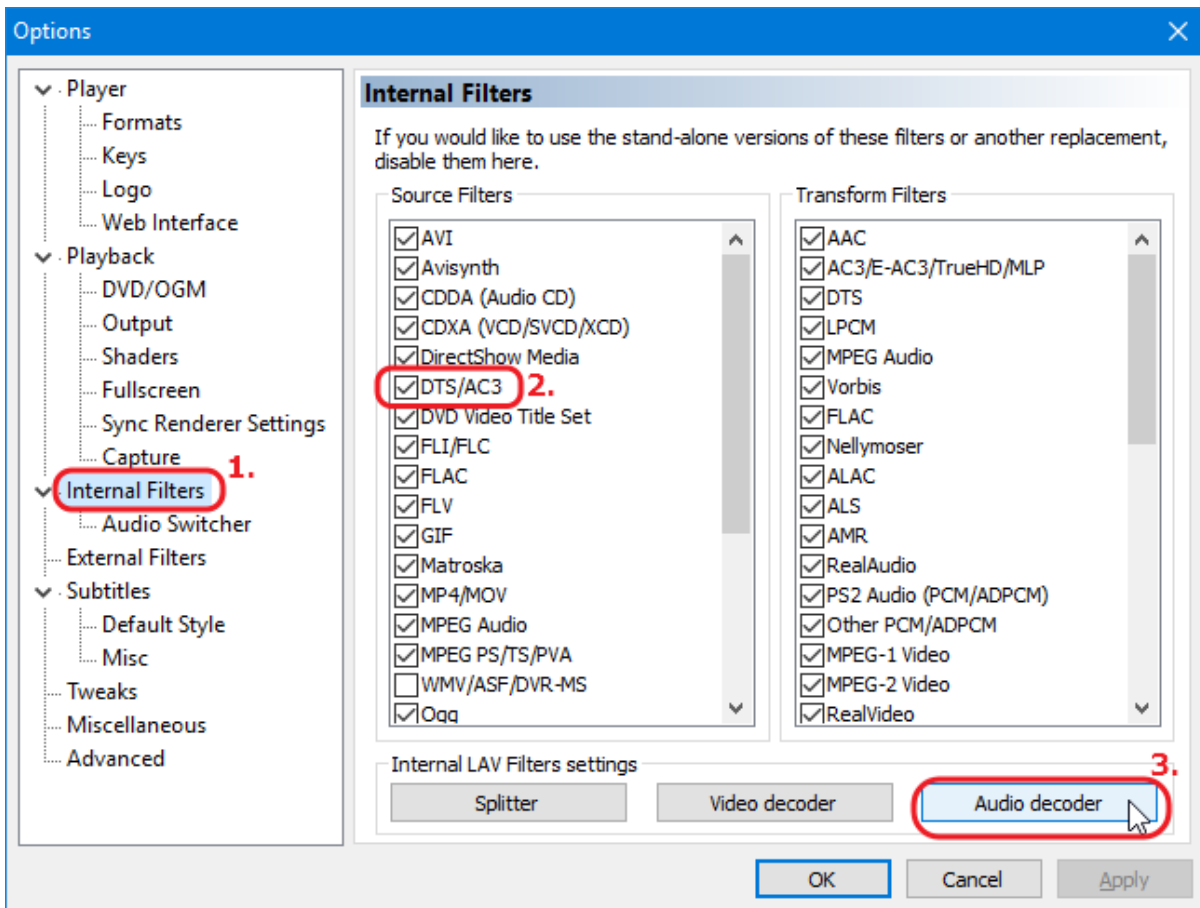 Options
Player
Formats
Keys
Logo
Web Interface
Playback
DVD/OGM
Output
Shaders
Fullscreen
Sync Renderer Settings
Capture
1.
Internal Filters
Audio Switcher
External Filters
Subtitles
Default Style
Misc
Tweaks
Miscellaneous
Advanced
Internal Filters
If you would like to use the stand-alone versions of these filters or another replacement,
disable them here.
Source Filters
AVI
Avisynth
CDDA (Audio CD)
CDXA (VCD/SVCD/XCD)
DirectShow Media
DTS/AC3 2.
DVD Video Title Set
FLI/FLC
FLAC
FLV
GIF
Matroska
MP4/MOV
MPEG Audio
MPEG PS/TS/PVA
WMV/ASF/DVR-MS
Ogg
Transform Filters
AAC
AC3/E-AC3/TrueHD/MLP
DTS
LPCM
MPEG Audio
Vorbis
FLAC
Nellymoser
ALAC
ALS
AMR
RealAudio
PS2 Audio (PCM/ADPCM)
Other PCM/ADPCM
MPEG-1 Video
MPEG-2 Video
RealVideo
Internal LAV Filters settings
3.
Splitter
Video decoder
Audio decoder
OK
Cancel
Apply